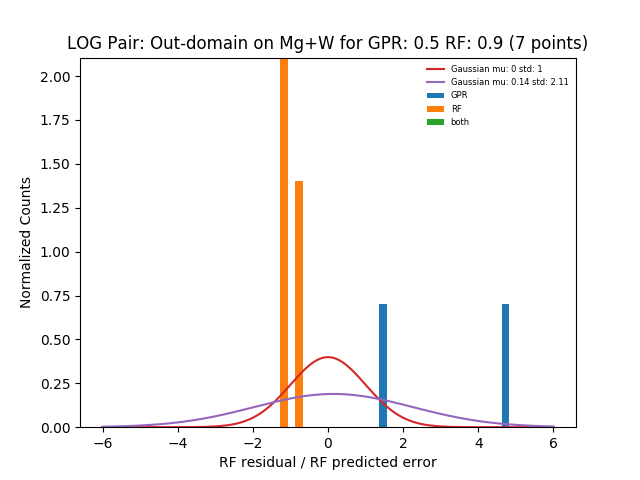 LOG Pair: Out-domain on Mg+W for GPR: 0.5 RF: 0.9 (7 points)
Gaussian mu: 0 std: 1
Gaussian mu: 0.14 std: 2.11
GPR
RF
both
Normalized Counts
2.00
1.75
1.50
1.25
1.00
0.75
0.50
0.25
0.00
−6
−4
−2
0
2
4
6
RF residual / RF predicted error